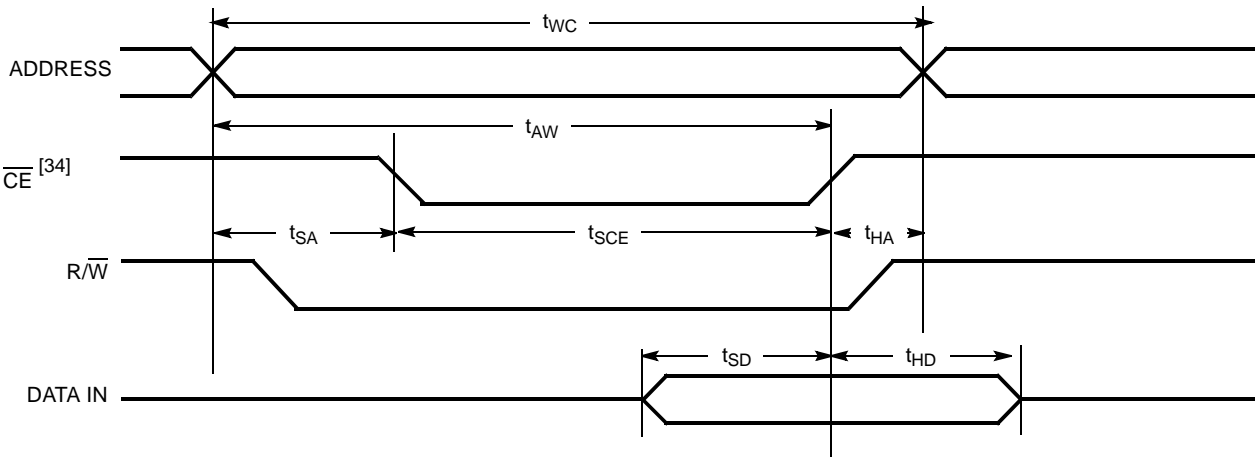 tWC
ADDRESS
tAW
CE [34]
tSA
tSCE
tHA
R/W
tSD
tHD
DATA IN